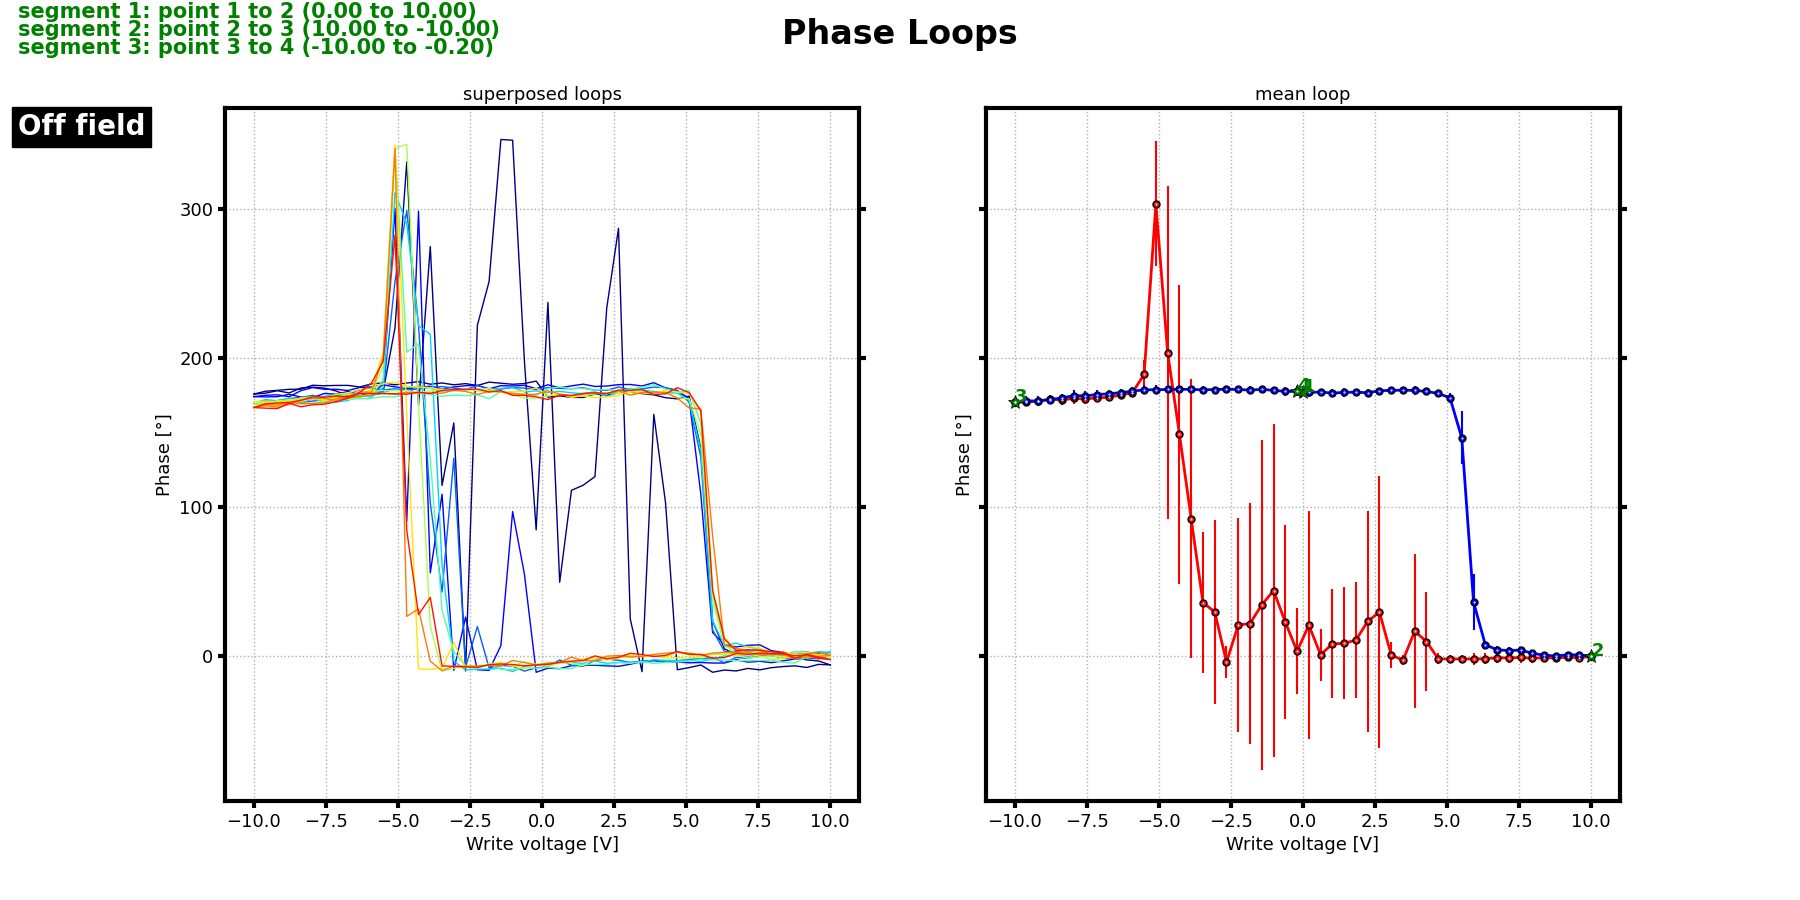 segment 1: point 1 to 2 (0.00 to 10.00)
segment 2: point 2 to 3 (10.00 to -10.00)
segment 3: point 3 to 4 (-10.00 to -0.20)
Phase Loops
Off field
superposed loops
mean loop
300
200
100
0
Phase [°]
Phase [°]
3
4
2
−10.0 −7.5 −5.0 −2.5 0.0 2.5 5.0 7.5 10.0
−10.0 −7.5 −5.0 −2.5 0.0 2.5 5.0 7.5 10.0
Write voltage [V]
Write voltage [V]